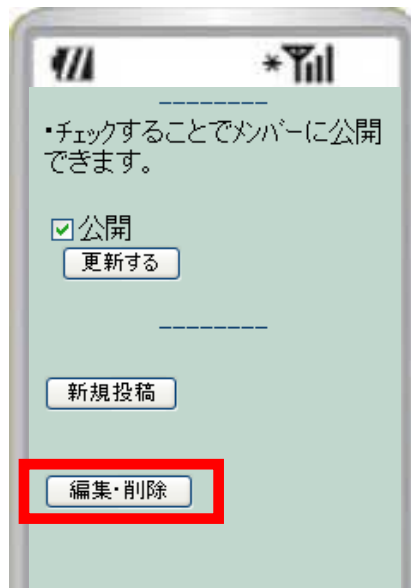 --------
・ﾁｪｯｸすることでﾒﾝﾊﾞｰに公開
できます。
公開
更新する
--------
新規投稿
編集・削除